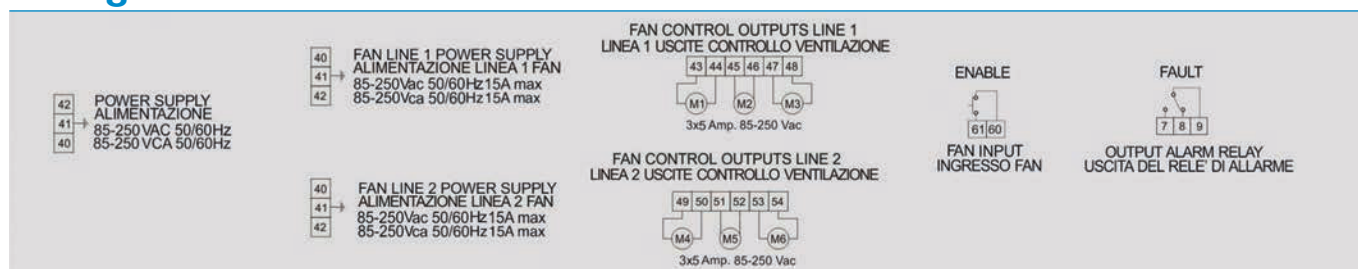 42
41
40
POWER SUPPLY
ALIMENTAZIONE
85-250 VAC 50/60Hz
85-250 VCA 50/60Hz
40
41
42
FAN LINE 1 POWER SUPPLY
ALIMENTAZIONE LINEA 1 FAN
85-250Vac 50/60Hz 15A max
85-250Vca 50/60Hz 15A max
40
41
42
FAN LINE 2 POWER SUPPLY
ALIMENTAZIONE LINEA 2 FAN
85-250Vac 50/60Hz 15A max
85-250Vca 50/60Hz 15A max
FAN CONTROL OUTPUTS LINE 1
LINEA 1 USCITE CONTROLLO VENTILAZIONE
43 44 45 46 47 48
M1 M2 M3
3x5 Amp. 85-250 Vac
FAN CONTROL OUTPUTS LINE 2
LINEA 2 USCITE CONTROLLO VENTILAZIONE
49 50 51 52 53 54
M4 M5 M6
3x5 Amp. 85-250 Vac
ENABLE
61 60
FAN INPUT
INGRESSO FAN
FAULT
7 8 9
OUTPUT ALARM RELAY
USCITA DEL RELE' DI ALLARME